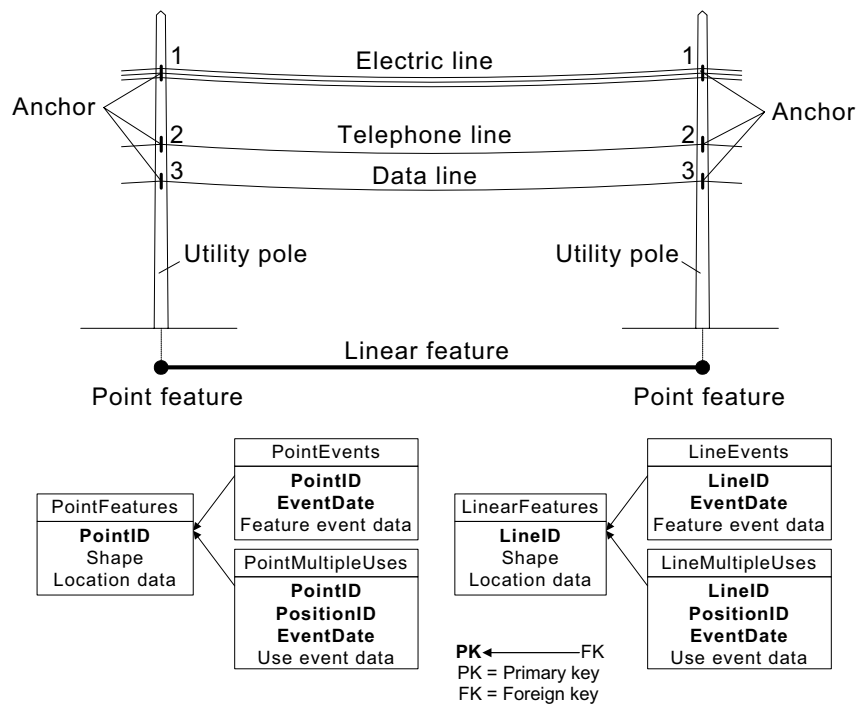 1
Electric line
1
Anchor
Anchor
2
Telephone line
2
3
Data line
3
Utility pole
Utility pole
Linear feature
Point feature
Point feature
PointEvents
PointID
EventDate
Feature event data
PointFeatures
PointID
Shape
Location data
PointMultipleUses
PointID
PositionID
EventDate
Use event data
LineEvents
LineID
EventDate
Feature event data
LinearFeatures
LineID
Shape
Location data
LineMultipleUses
LineID
PositionID
EventDate
Use event data
PK FK
PK = Primary key
FK = Foreign key